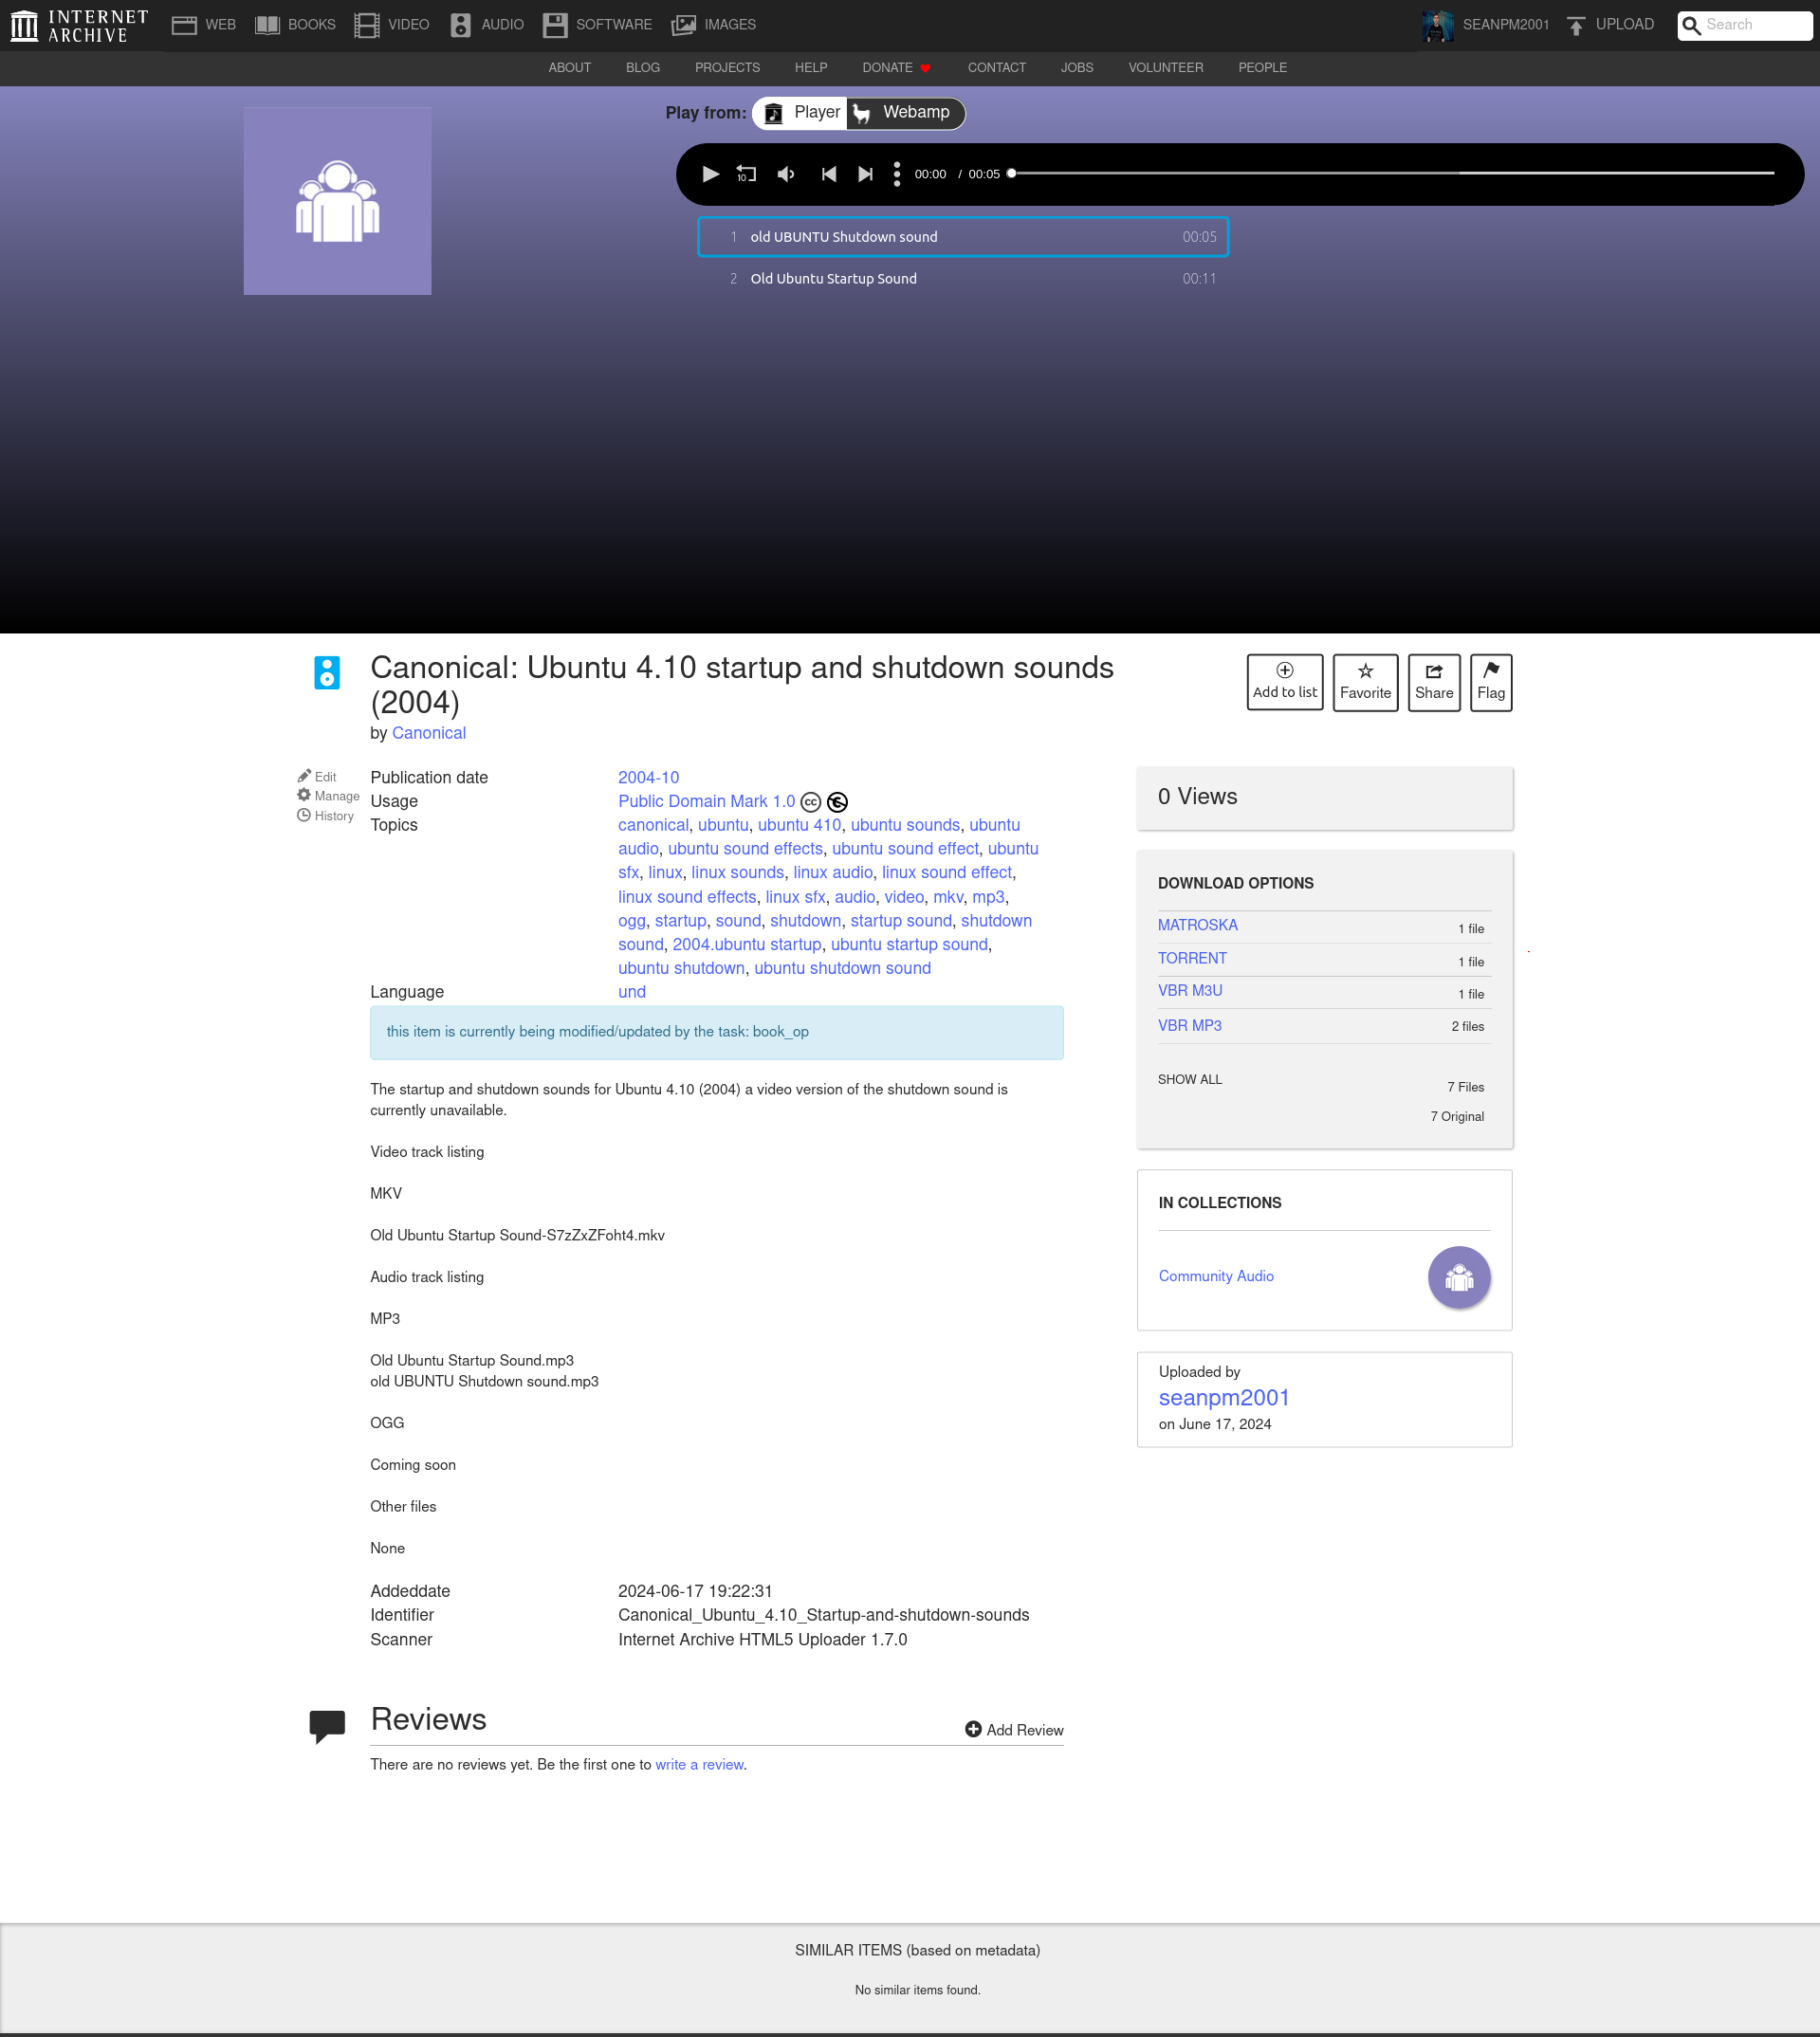 INTERNET ARCHIVE
WEB BOOKS VIDEO AUDIO SOFTWARE IMAGES SEANPM2001 UPLOAD Search
ABOUT BLOG PROJECTS HELP DONATE CONTACT JOBS VOLUNTEER PEOPLE
Play from: Player Webamp
10 00:00 / 00:05
1 old UBUNTU Shutdown sound 00:05
2 Old Ubuntu Startup Sound 00:11
Canonical: Ubuntu 4.10 startup and shutdown sounds
(2004)
by Canonical
Add to list Favorite Share Flag
Edit
Manage
History
Publication date 2004-10
Usage Public Domain Mark 1.0 cc
Topics canonical, ubuntu, ubuntu 410, ubuntu sounds, ubuntu
audio, ubuntu sound effects, ubuntu sound effect, ubuntu
sfx, linux, linux sounds, linux audio, linux sound effect,
linux sound effects, linux sfx, audio, video, mkv, mp3,
ogg, startup, sound, shutdown, startup sound, shutdown
sound, 2004.ubuntu startup, ubuntu startup sound,
ubuntu shutdown, ubuntu shutdown sound
Language und
this item is currently being modified/updated by the task: book_op
The startup and shutdown sounds for Ubuntu 4.10 (2004) a video version of the shutdown sound is
currently unavailable.
Video track listing
MKV
Old Ubuntu Startup Sound-S7zZxZFoht4.mkv
Audio track listing
MP3
Old Ubuntu Startup Sound.mp3
old UBUNTU Shutdown sound.mp3
OGG
Coming soon
Other files
None
Addeddate 2024-06-17 19:22:31
Identifier Canonical_Ubuntu_4.10_Startup-and-shutdown-sounds
Scanner Internet Archive HTML5 Uploader 1.7.0
0 Views
DOWNLOAD OPTIONS
MATROSKA 1 file
TORRENT 1 file
VBR M3U 1 file
VBR MP3 2 files
SHOW ALL 7 Files
7 Original
IN COLLECTIONS
Community Audio
Uploaded by
seanpm2001
on June 17, 2024
Reviews
Add Review
There are no reviews yet. Be the first one to write a review.
SIMILAR ITEMS (based on metadata)
No similar items found.